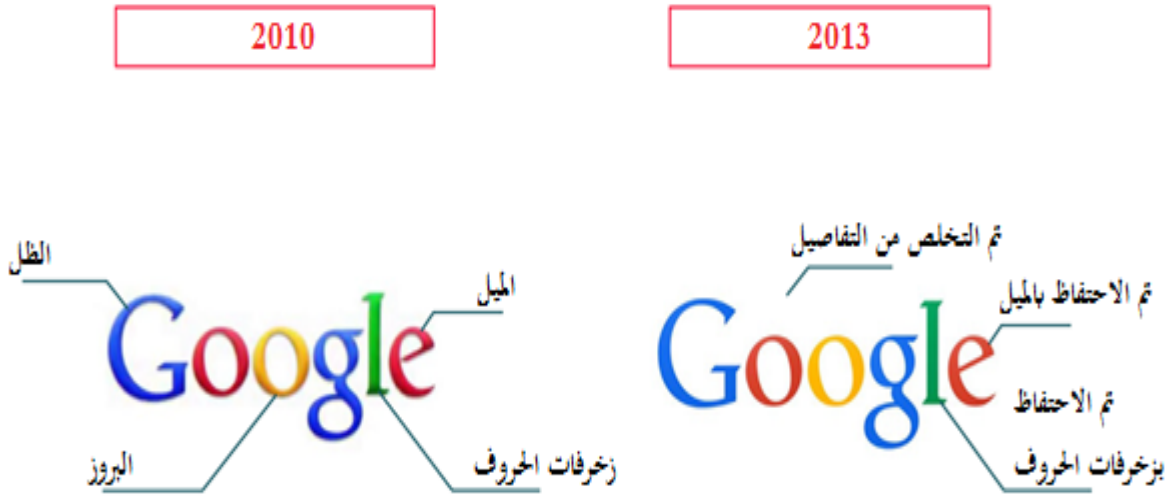 2010
2013
الظل
الميل
Google
البروز
زخرفات الحروف
تم التخلص من التفاصيل
تم الاحتفاظ بالميل
Google
تم الاحتفاظ
بزخرفات الحروف